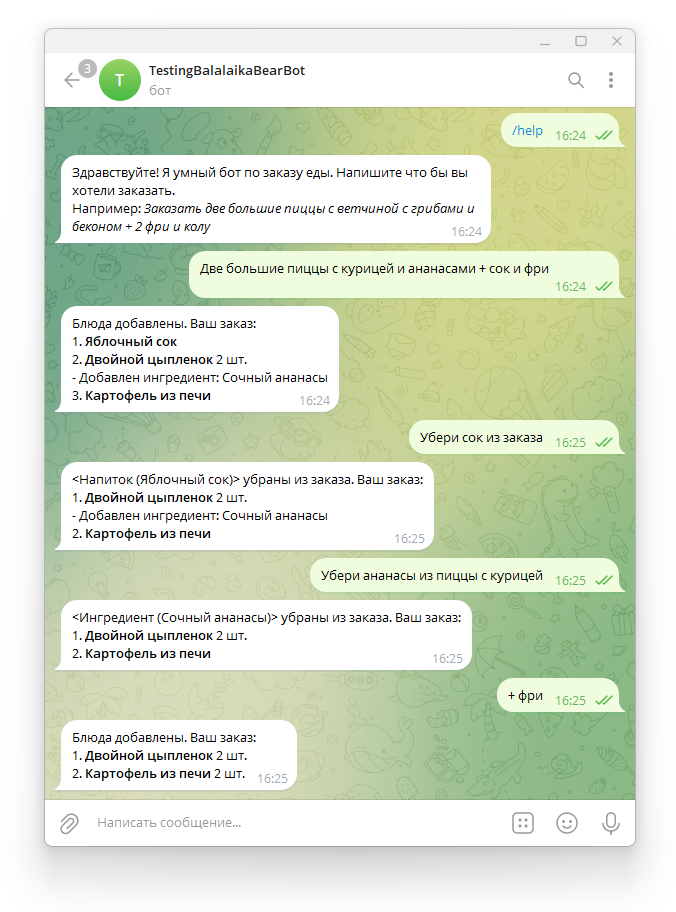 3
T
TestingBalalaikaBearBot
бот
/help 16:24
Здравствуйте! Я умный бот по заказу еды. Напишите что бы вы
хотели заказать.
Например: Заказать две большие пиццы с ветчиной с грибами и
беконом + 2 фри и колу
16:24
Две большие пиццы с курицей и ананасами + сок и фри
16:24
Блюда добавлены. Ваш заказ:
1. Яблочный сок
2. Двойной цыпленок 2 шт.
- Добавлен ингредиент: Сочный ананасы
3. Картофель из печи
16:24
Убери сок из заказа 16:25
<Напиток (Яблочный сок)> убраны из заказа. Ваш заказ:
1. Двойной цыпленок 2 шт.
- Добавлен ингредиент: Сочный ананасы
2. Картофель из печи
16:25
Убери ананасы из пиццы с курицей 16:25
<Ингредиент (Сочный ананасы)> убраны из заказа. Ваш заказ:
1. Двойной цыпленок 2 шт.
2. Картофель из печи
16:25
+ фри 16:25
Блюда добавлены. Ваш заказ:
1. Двойной цыпленок 2 шт.
2. Картофель из печи 2 шт. 16:25
Написать сообщение...